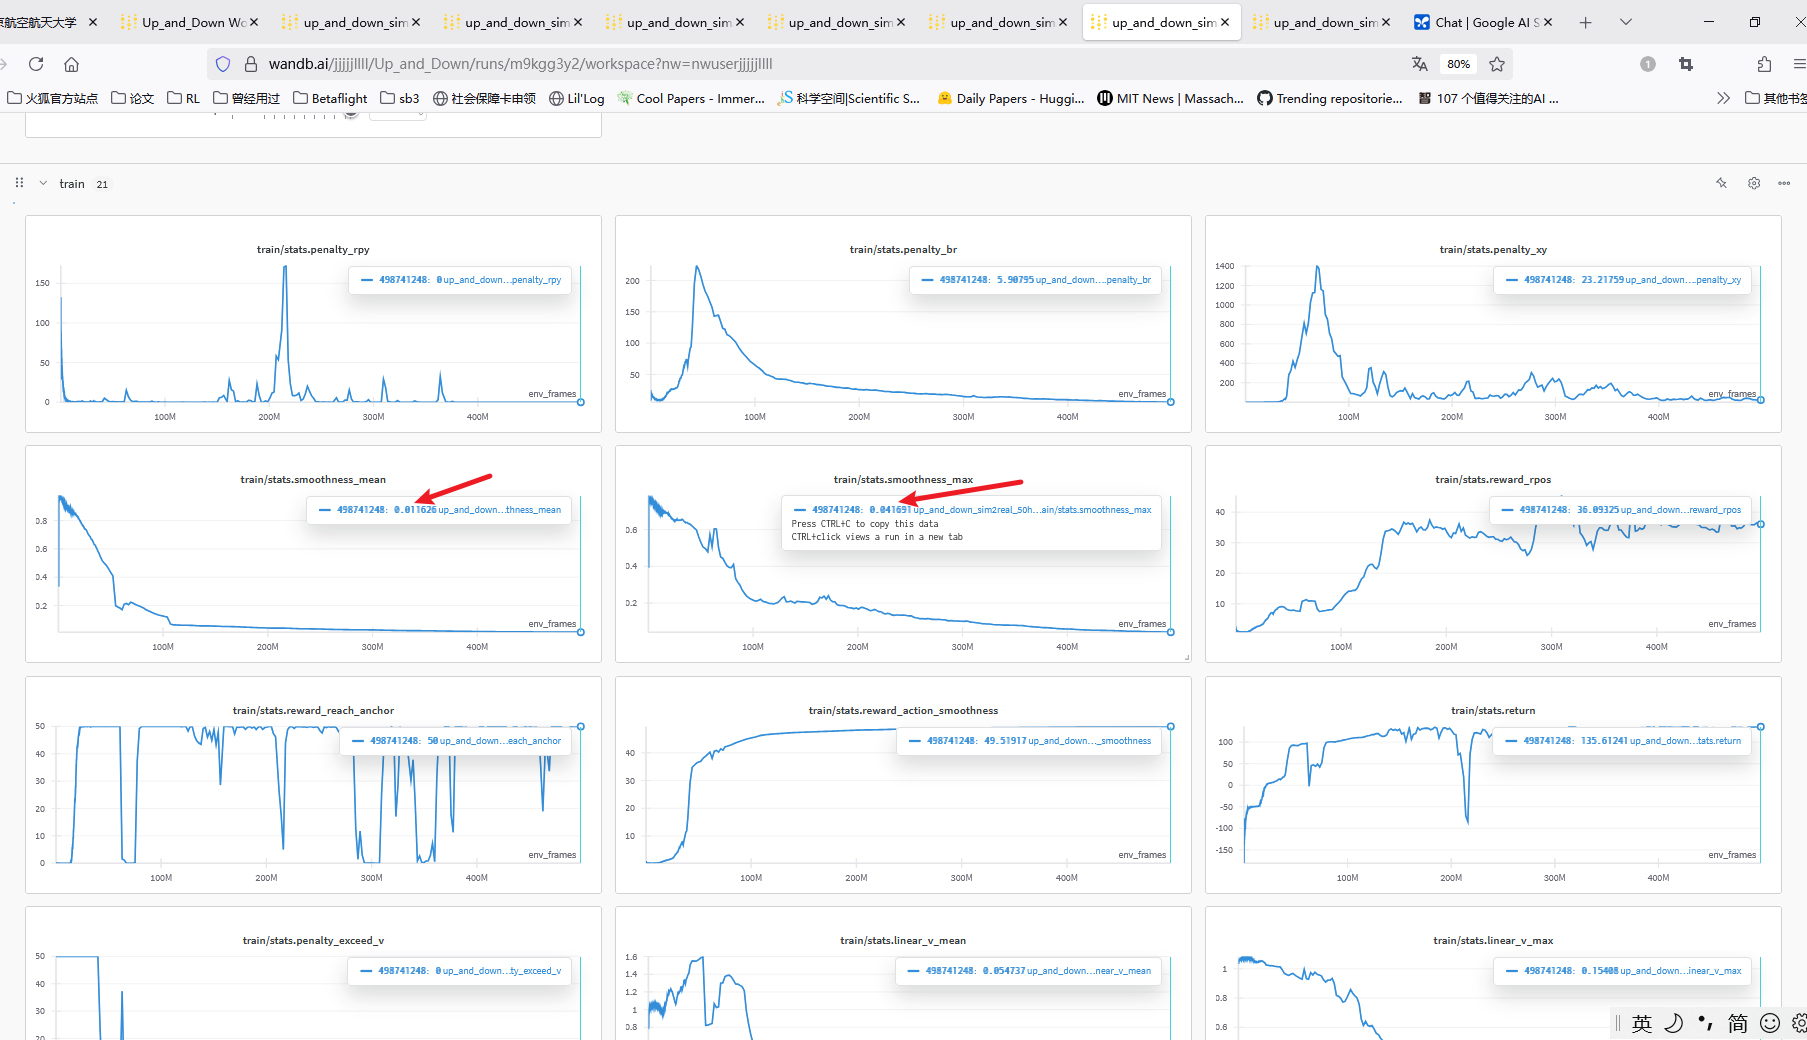 京航空航天大学
Up_and_Down Wo
up_and_down_sim
up_and_down_sim
up_and_down_sim
up_and_down_sim
up_and_down_sim
up_and_down_sim
up_and_down_sim
Chat | Google AI S
wandb.ai/jjjjjllll/Up_and_Down/runs/m9kgg3y2/workspace?nw=nwuserjjjjjllll
80%
1
火狐官方站点
论文
RL
曾经用过
Betaflight
sb3
社会保障卡申领
Lil'Log
Cool Papers - Immer...
科学空间|Scientific S...
Daily Papers - Huggi...
MIT News | Massach...
Trending repositorie...
107 个值得关注的AI ...
其他书签
train 21
train/stats.penalty_rpy
498741248: 0 up_and_down...penalty_rpy
150
100
50
0
env_frames
100M 200M 300M 400M
train/stats.penalty_br
498741248: 5.90795 up_and_down....penalty_br
200
150
100
50
env_frames
100M 200M 300M 400M
train/stats.penalty_xy
498741248: 23.21759 up_and_down....penalty_xy
1400
1200
1000
800
600
400
200
env_frames
100M 200M 300M 400M
train/stats.smoothness_mean
498741248: 0.011626 up_and_down...thness_mean
0.8
0.6
0.4
0.2
env_frames
100M 200M 300M 400M
train/stats.smoothness_max
498741248: 0.041691 up_and_down_sim2real_50h...ain/stats.smoothness_max
Press CTRL+C to copy this data
CTRL+click views a run in a new tab
0.6
0.4
0.2
env_frames
100M 200M 300M 400M
train/stats.reward_rpos
498741248: 36.09325 up_and_down...reward_rpos
40
30
20
10
env_frames
100M 200M 300M 400M
train/stats.reward_reach_anchor
498741248: 50 up_and_down...each_anchor
50
40
30
20
10
0
env_frames
100M 200M 300M 400M
train/stats.reward_action_smoothness
498741248: 49.51917 up_and_down..._smoothness
40
30
20
10
env_frames
100M 200M 300M 400M
train/stats.return
498741248: 135.61241 up_and_down...tats.return
100
50
0
-50
-100
-150
env_frames
100M 200M 300M 400M
train/stats.penalty_exceed_v
498741248: 0 up_and_down...ty_exceed_v
50
40
30
20
train/stats.linear_v_mean
498741248: 0.054737 up_and_down...near_v_mean
1.6
1.4
1.2
1
0.8
train/stats.linear_v_max
498741248: 0.15408 up_and_down...inear_v_max
1
0.8
0.6
英 简